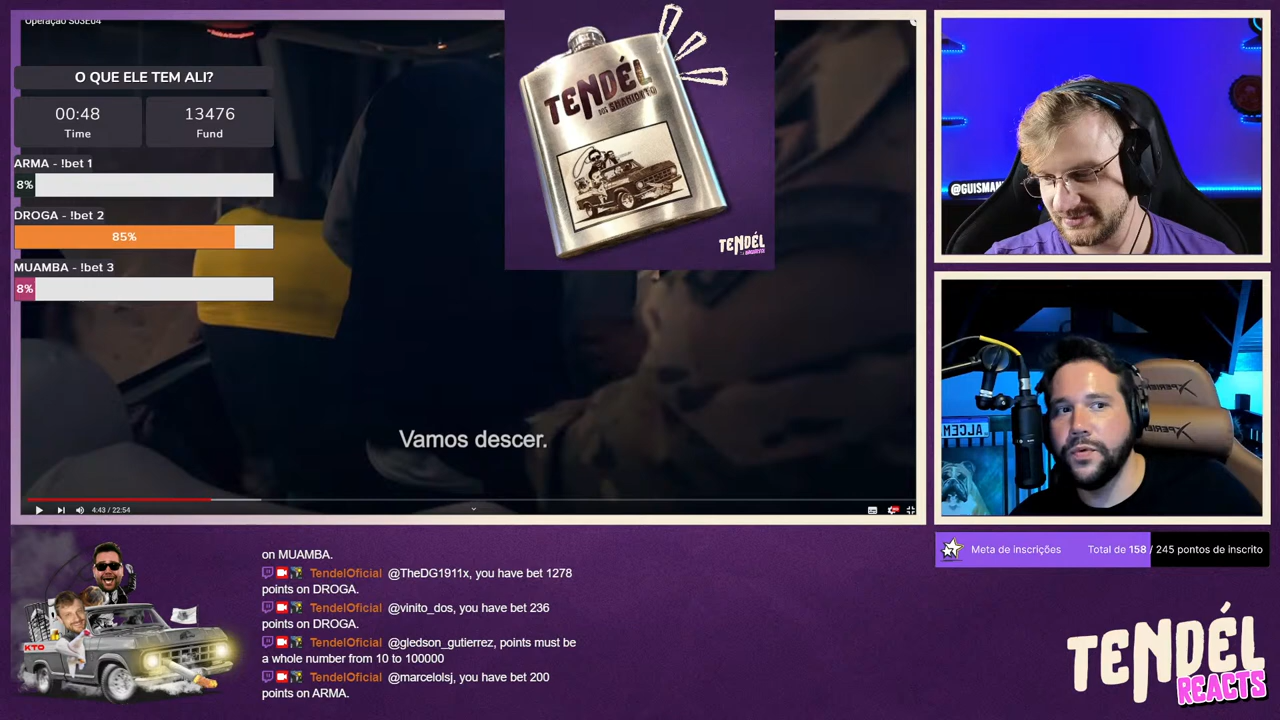 Operação S03E04
O QUE ELE TEM ALI?
00:48
Time
13476
Fund
ARMA - !bet 1
8%
DROGA - !bet 2
85%
MUAMBA - !bet 3
8%
TENDÉL
TENDÉL
Vamos descer.
4:43 / 22:54
@GUISMAN
XPERIEN
ALCEM
Meta de inscrições
Total de 158 / 245 pontos de inscrito
KTO
on MUAMBA.
TendelOficial @TheDG1911x, you have bet 1278
points on DROGA.
TendelOficial @vinito_dos, you have bet 236
points on DROGA.
TendelOficial @gledson_gutierrez, points must be
a whole number from 10 to 100000
TendelOficial @marcelolsj, you have bet 200
points on ARMA.
TENDÉL
REACTS